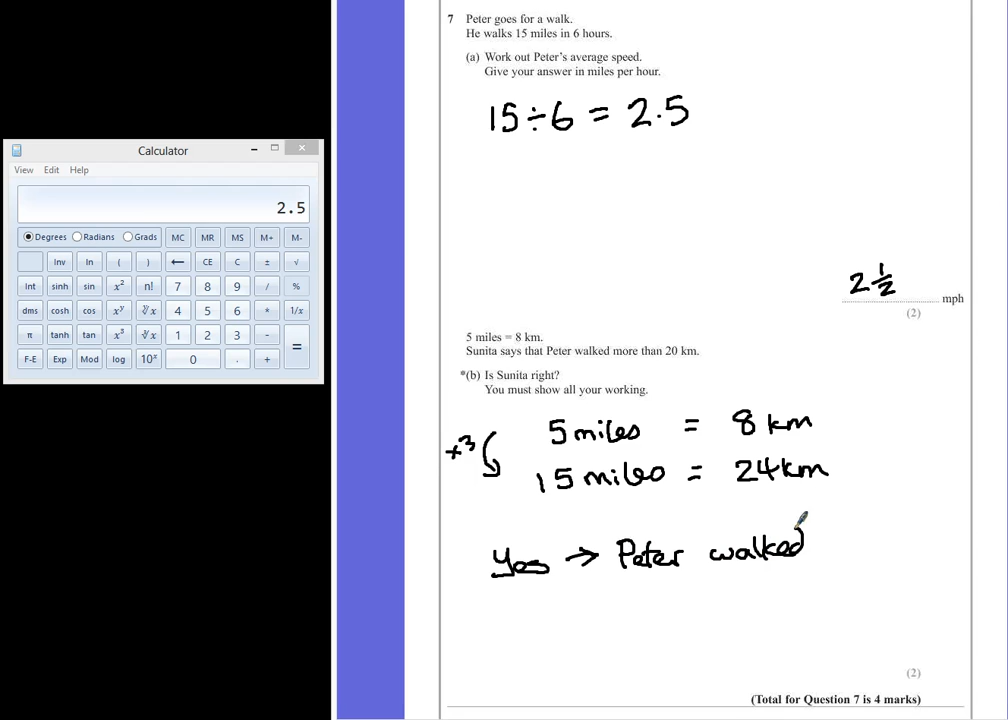 7 Peter goes for a walk.
He walks 15 miles in 6 hours.
(a) Work out Peter's average speed.
Give your answer in miles per hour.
15 ÷ 6 = 2.5
2 1/2 mph
(2)
5 miles = 8 km.
Sunita says that Peter walked more than 20 km.
*(b) Is Sunita right?
You must show all your working.
5 miles = 8 km
×3
15 miles = 24 km
Yes → Peter walked
(2)
(Total for Question 7 is 4 marks)
Calculator
View Edit Help
2.5
Degrees Radians Grads MC MR MS M+ M-
Inv ln ( ) ← CE C ± √
Int sinh sin x² n! 7 8 9 / %
dms cosh cos xʸ ʸ√x 4 5 6 * 1/x
π tanh tan x³ ³√x 1 2 3 - =
F-E Exp Mod log 10ˣ 0 . +